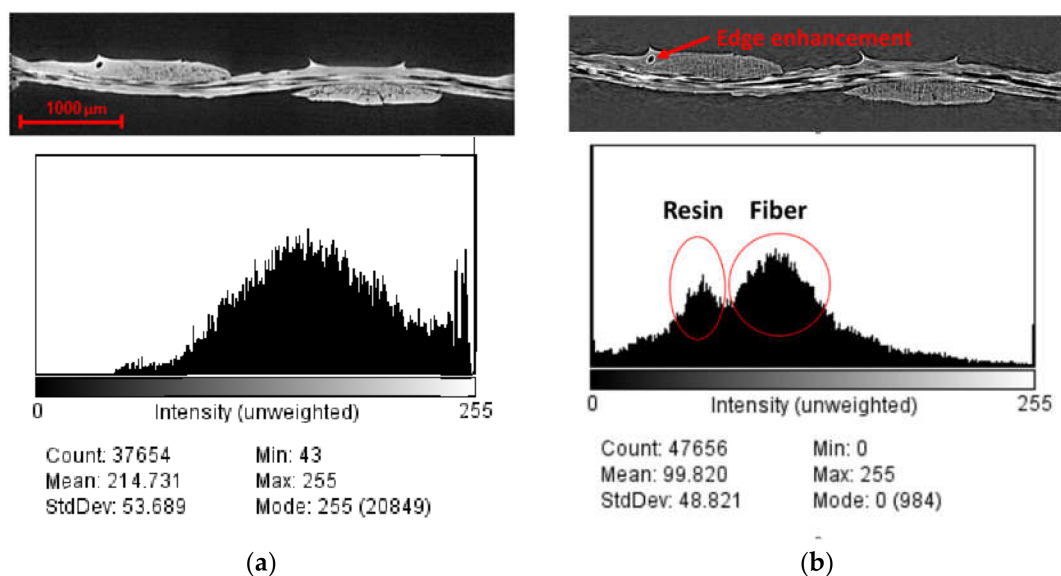 Edge enhancement
1000 µm
Resin Fiber
0 255
Intensity (unweighted)
Count: 37654 Min: 43
Mean: 214.731 Max: 255
StdDev: 53.689 Mode: 255 (20849)
0 255
Intensity (unweighted)
Count: 47656 Min: 0
Mean: 99.820 Max: 255
StdDev: 48.821 Mode: 0 (984)
(a) (b)